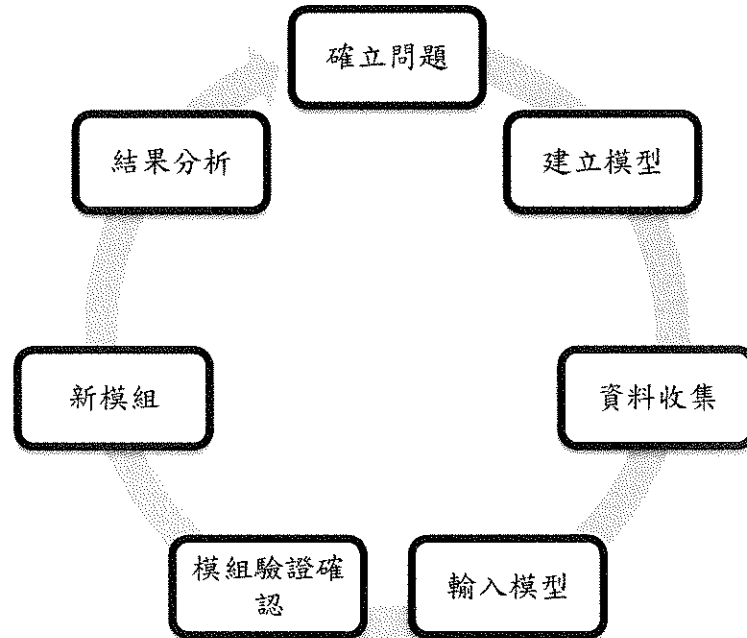 確立問題
建立模型
資料收集
輸入模型
模組驗證確
認
新模組
結果分析